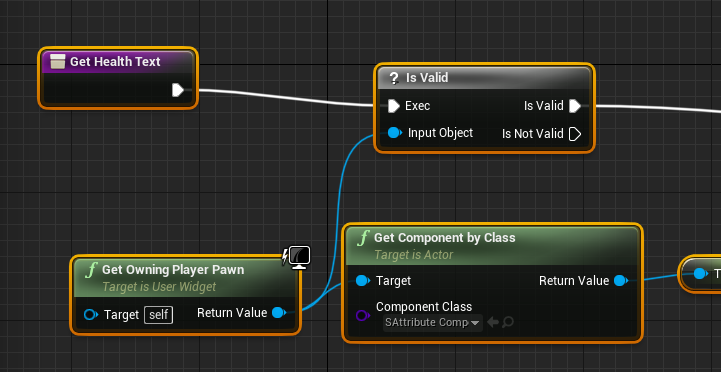 Get Health Text
? Is Valid
Exec
Is Valid
Input Object
Is Not Valid
f Get Component by Class
Target is Actor
Target
Return Value
Component Class
SAttribute Comp
f Get Owning Player Pawn
Target is User Widget
Target self
Return Value
T